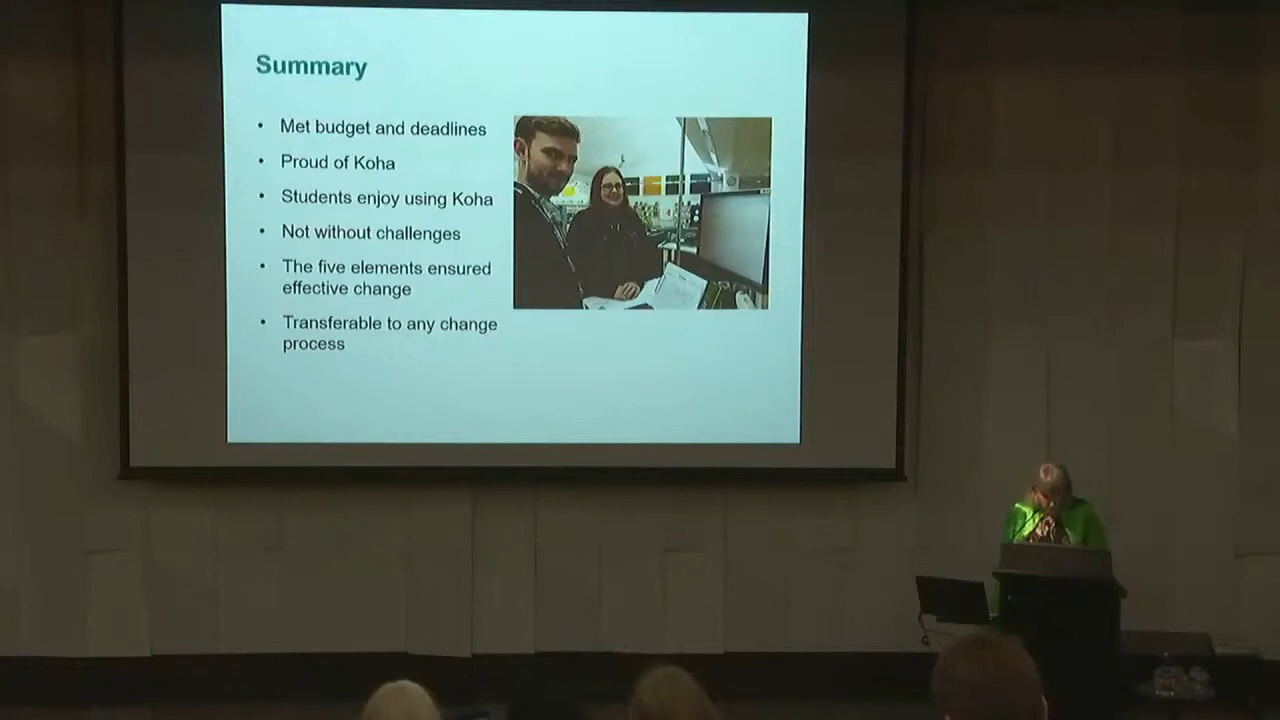 Summary
• Met budget and deadlines
• Proud of Koha
• Students enjoy using Koha
• Not without challenges
• The five elements ensured
effective change
• Transferable to any change
process